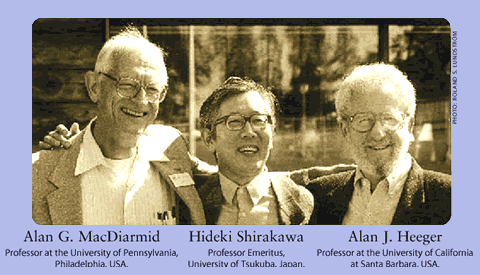 PHOTO: ROLAND S. LUNDSTRÖM
Alan G. MacDiarmid
Professor at the University of Pennsylvania,
Philadelphia, USA.
Hideki Shirakawa
Professor Emeritus,
University of Tsukuba, Japan.
Alan J. Heeger
Professor at the University of California
at Santa Barbara, USA.